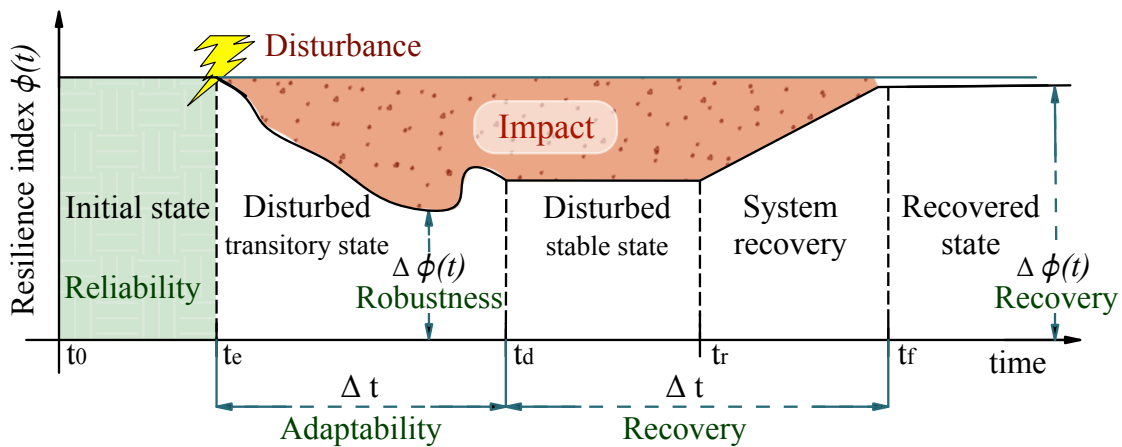 Resilience index ϕ(t)
Disturbance
Impact
Initial state
Disturbed
transitory state
Disturbed
stable state
System
recovery
Recovered
state
Reliability
Δ ϕ(t)
Robustness
Δ ϕ(t)
Recovery
t0
te
td
tr
tf
time
Δ t
Δ t
Adaptability
Recovery